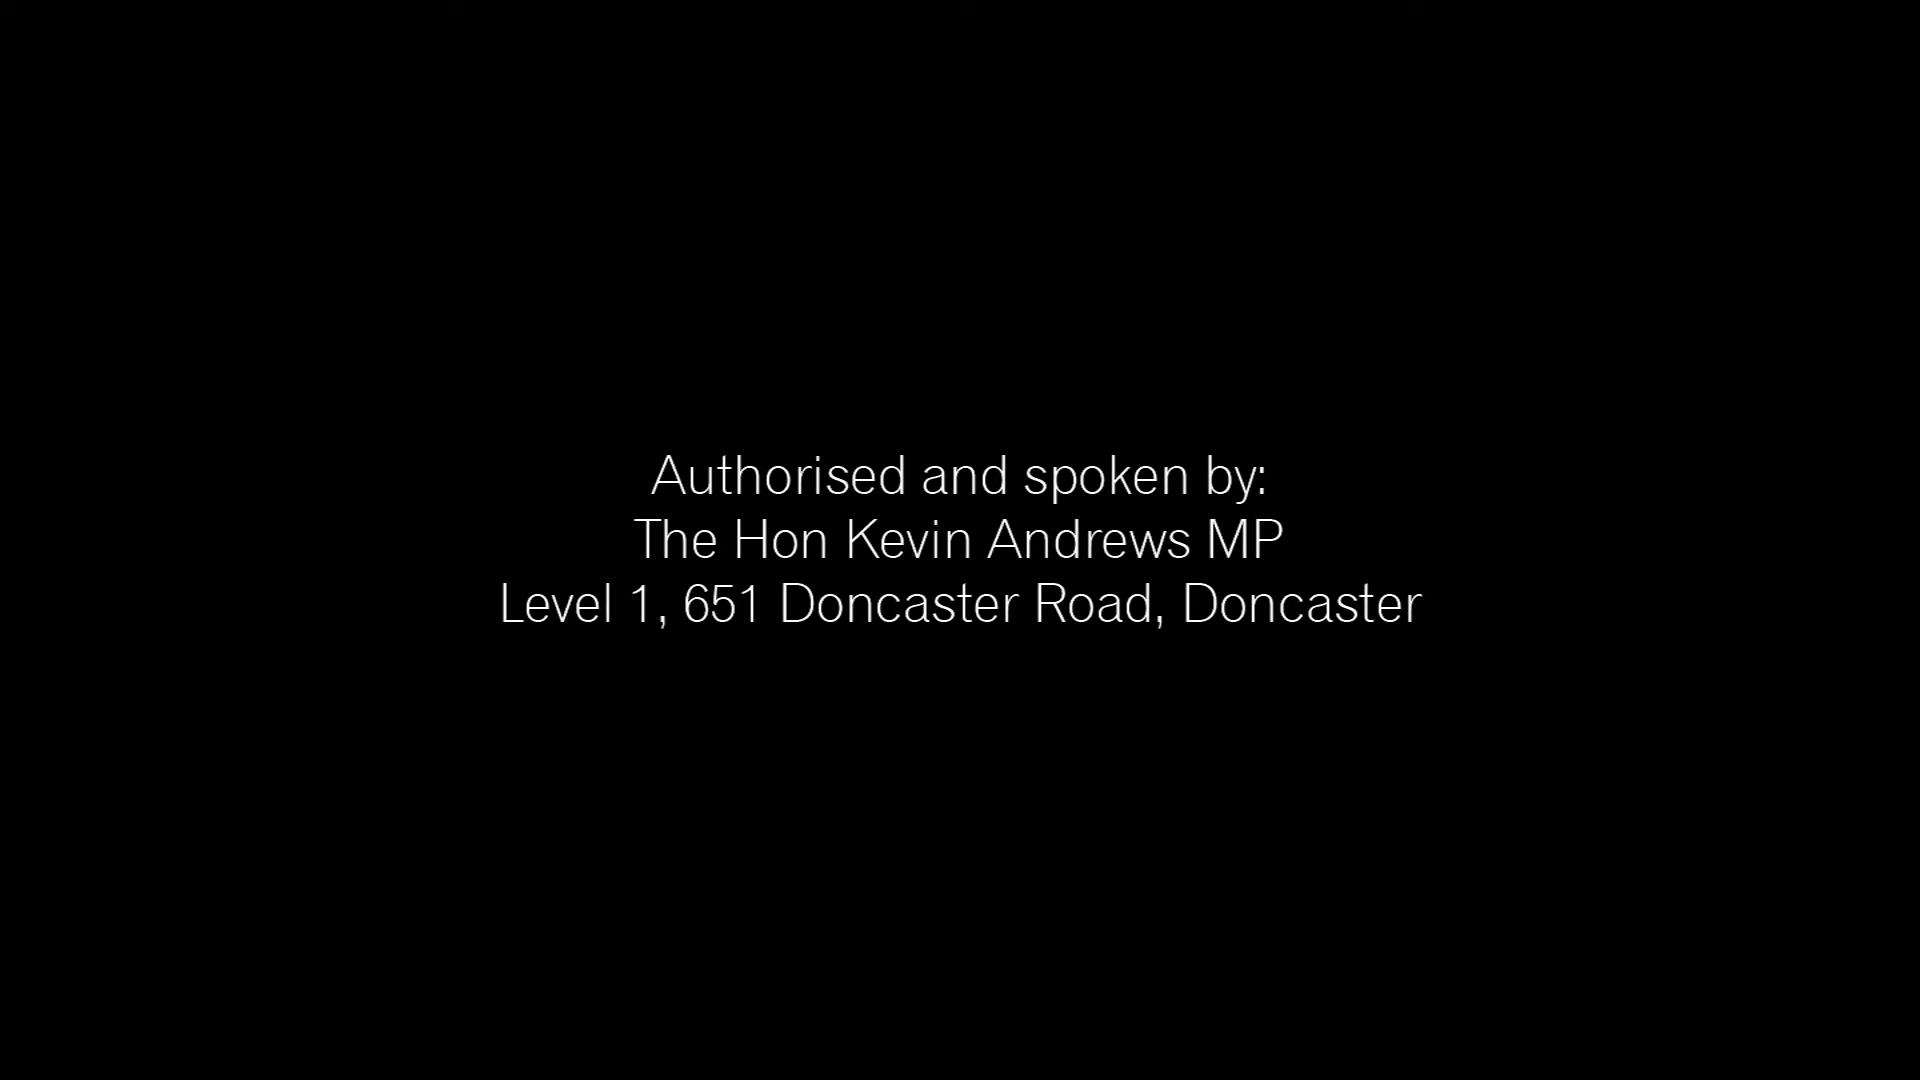 Authorised and spoken by:
The Hon Kevin Andrews MP
Level 1, 651 Doncaster Road, Doncaster